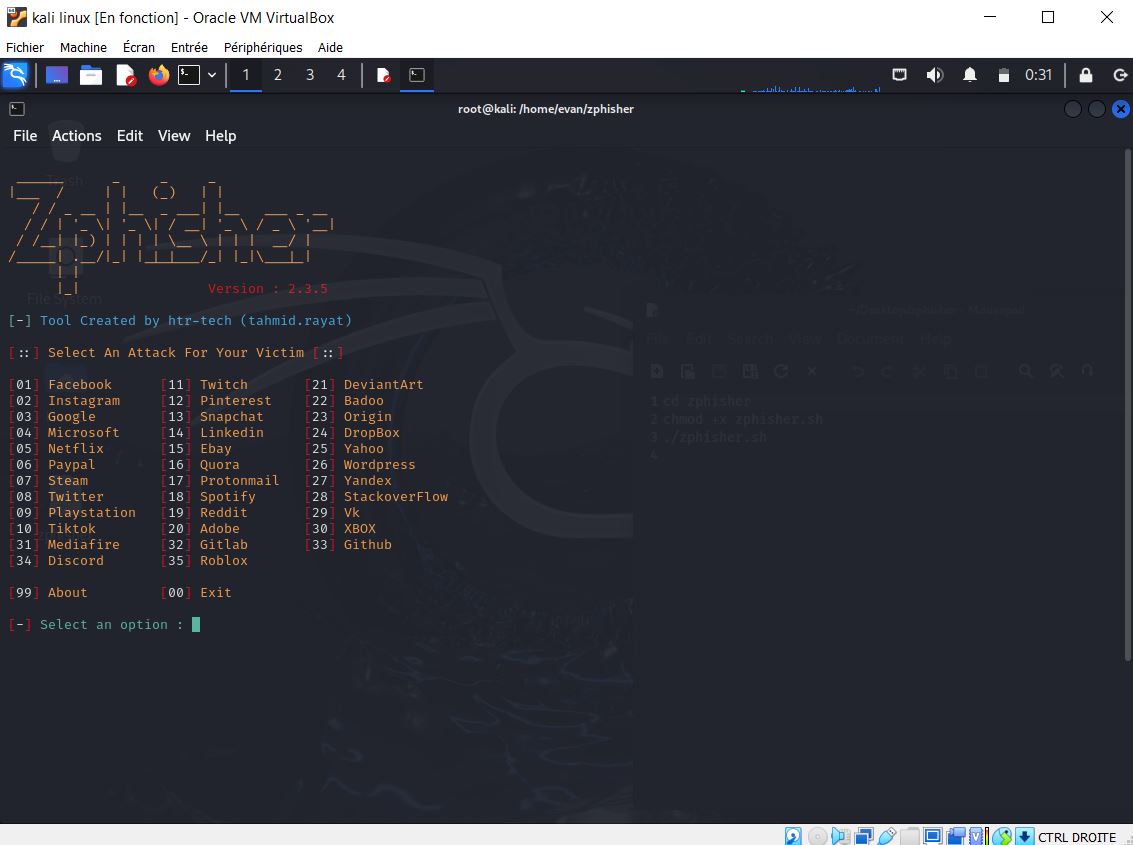 kali linux [En fonction] - Oracle VM VirtualBox
Fichier Machine Écran Entrée Périphériques Aide
1 2 3 4 0:31
root@kali: /home/evan/zphisher
File Actions Edit View Help
Trash
Zphisher
File System
Version : 2.3.5
[-] Tool Created by htr-tech (tahmid.rayat)
~/Desktop/phisher - Mousepad
File Edit Search View Document Help
[::] Select An Attack For Your Victim [::]
[01] Facebook [11] Twitch [21] DeviantArt
[02] Instagram [12] Pinterest [22] Badoo
[03] Google [13] Snapchat [23] Origin
[04] Microsoft [14] Linkedin [24] DropBox
[05] Netflix [15] Ebay [25] Yahoo
[06] Paypal [16] Quora [26] Wordpress
[07] Steam [17] Protonmail [27] Yandex
[08] Twitter [18] Spotify [28] StackoverFlow
[09] Playstation [19] Reddit [29] Vk
[10] Tiktok [20] Adobe [30] XBOX
[31] Mediafire [32] Gitlab [33] Github
[34] Discord [35] Roblox
1 cd zphisher
2 chmod +x zphisher.sh
3 ./zphisher.sh
4
[99] About [00] Exit
[-] Select an option :
CTRL DROITE